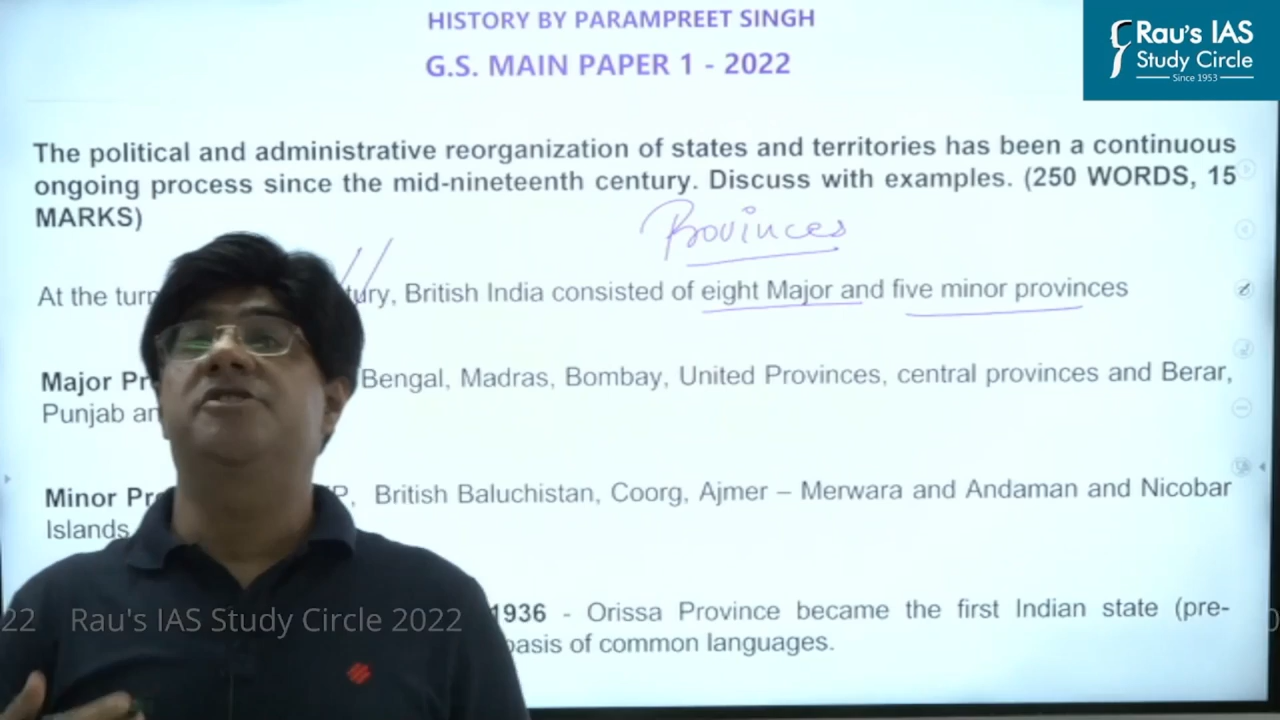 HISTORY BY PARAMPREET SINGH
G.S. MAIN PAPER 1 - 2022
Rau's IAS
Study Circle
Since 1953
The political and administrative reorganization of states and territories has been a continuous
ongoing process since the mid-nineteenth century. Discuss with examples. (250 WORDS, 15
MARKS)
Provinces
At the turn tury, British India consisted of eight Major and five minor provinces
Major Pr Bengal, Madras, Bombay, United Provinces, central provinces and Berar,
Punjab an
Minor Pr P, British Baluchistan, Coorg, Ajmer – Merwara and Andaman and Nicobar
Islands
1936 - Orissa Province became the first Indian state (pre-
basis of common languages.
22 Rau's IAS Study Circle 2022